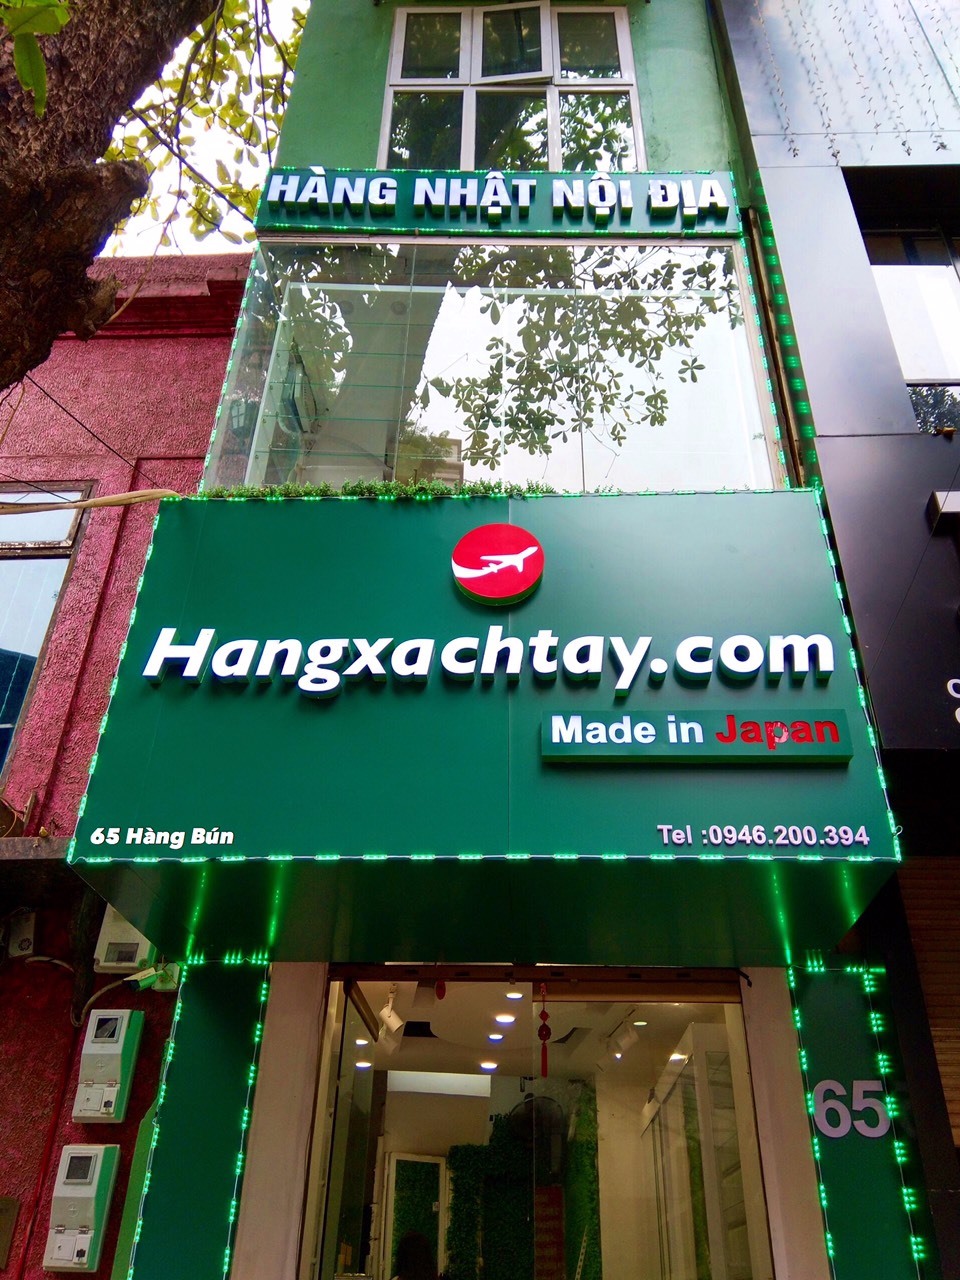 HÀNG NHẬT NỘI ĐỊA
Hangxachtay.com
Made in Japan
65 Hàng Bún
Tel :0946.200.394
65